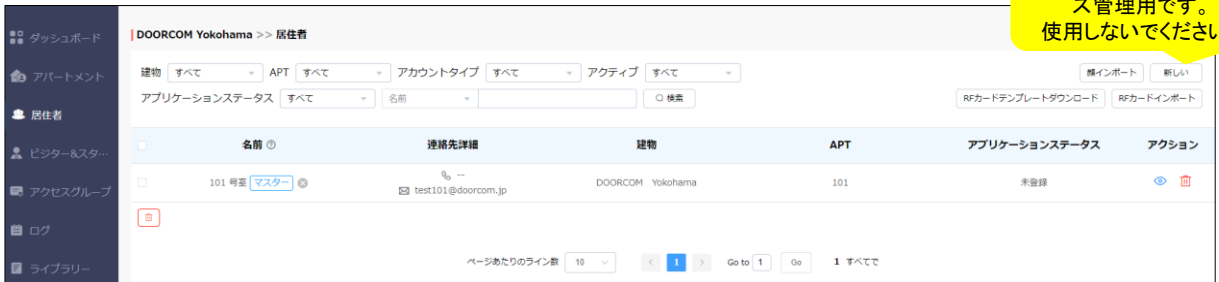 ス管理用です。
使用しないでくださ
ダッシュボード
DOORCOM Yokohama >> 居住者
アパートメント
建物 すべて APT すべて アカウントタイプ すべて アクティブ すべて 顔インポート 新しい
アプリケーションステータス すべて 名前 検索 RFカードテンプレートダウンロード RFカードインポート
居住者
ビジター&スタ…
名前 連絡先詳細 建物 APT アプリケーションステータス アクション
アクセスグループ
101 号室 マスター -- DOORCOM Yokohama 101 未登録
test101@doorcom.jp
ログ
ライブラリー
ページあたりのライン数 10 < 1 > Go to 1 Go 1 すべてで